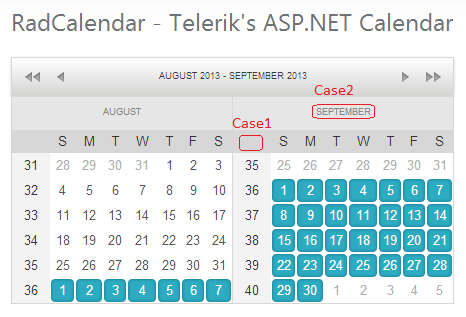 RadCalendar - Telerik's ASP.NET Calendar
AUGUST 2013 - SEPTEMBER 2013
Case2
AUGUST SEPTEMBER
Case1
S M T W T F S S M T W T F S
31 28 29 30 31 1 2 3 35 25 26 27 28 29 30 31
32 4 5 6 7 8 9 10 36 1 2 3 4 5 6 7
33 11 12 13 14 15 16 17 37 8 9 10 11 12 13 14
34 18 19 20 21 22 23 24 38 15 16 17 18 19 20 21
35 25 26 27 28 29 30 31 39 22 23 24 25 26 27 28
36 1 2 3 4 5 6 7 40 29 30 1 2 3 4 5